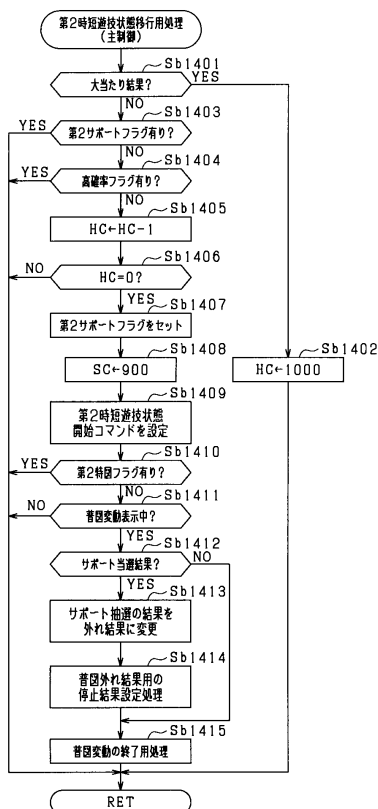 第2時短遊技状態移行用処理
(主制御)
Sb1401
大当たり結果?
YES
NO
Sb1403
YES
第2サポートフラグ有り?
NO
Sb1404
YES
高確率フラグ有り?
NO
Sb1405
HC←HC-1
Sb1406
NO
HC=0?
YES
Sb1407
第2サポートフラグをセット
Sb1408
SC←900
Sb1402
HC←1000
Sb1409
第2時短遊技状態
開始コマンドを設定
Sb1410
YES
第2特図フラグ有り?
NO
Sb1411
NO
普図変動表示中?
YES
Sb1412
サポート当選結果?
NO
YES
Sb1413
サポート抽選の結果を
外れ結果に変更
Sb1414
普図外れ結果用の
停止結果設定処理
Sb1415
普図変動の終了用処理
RET